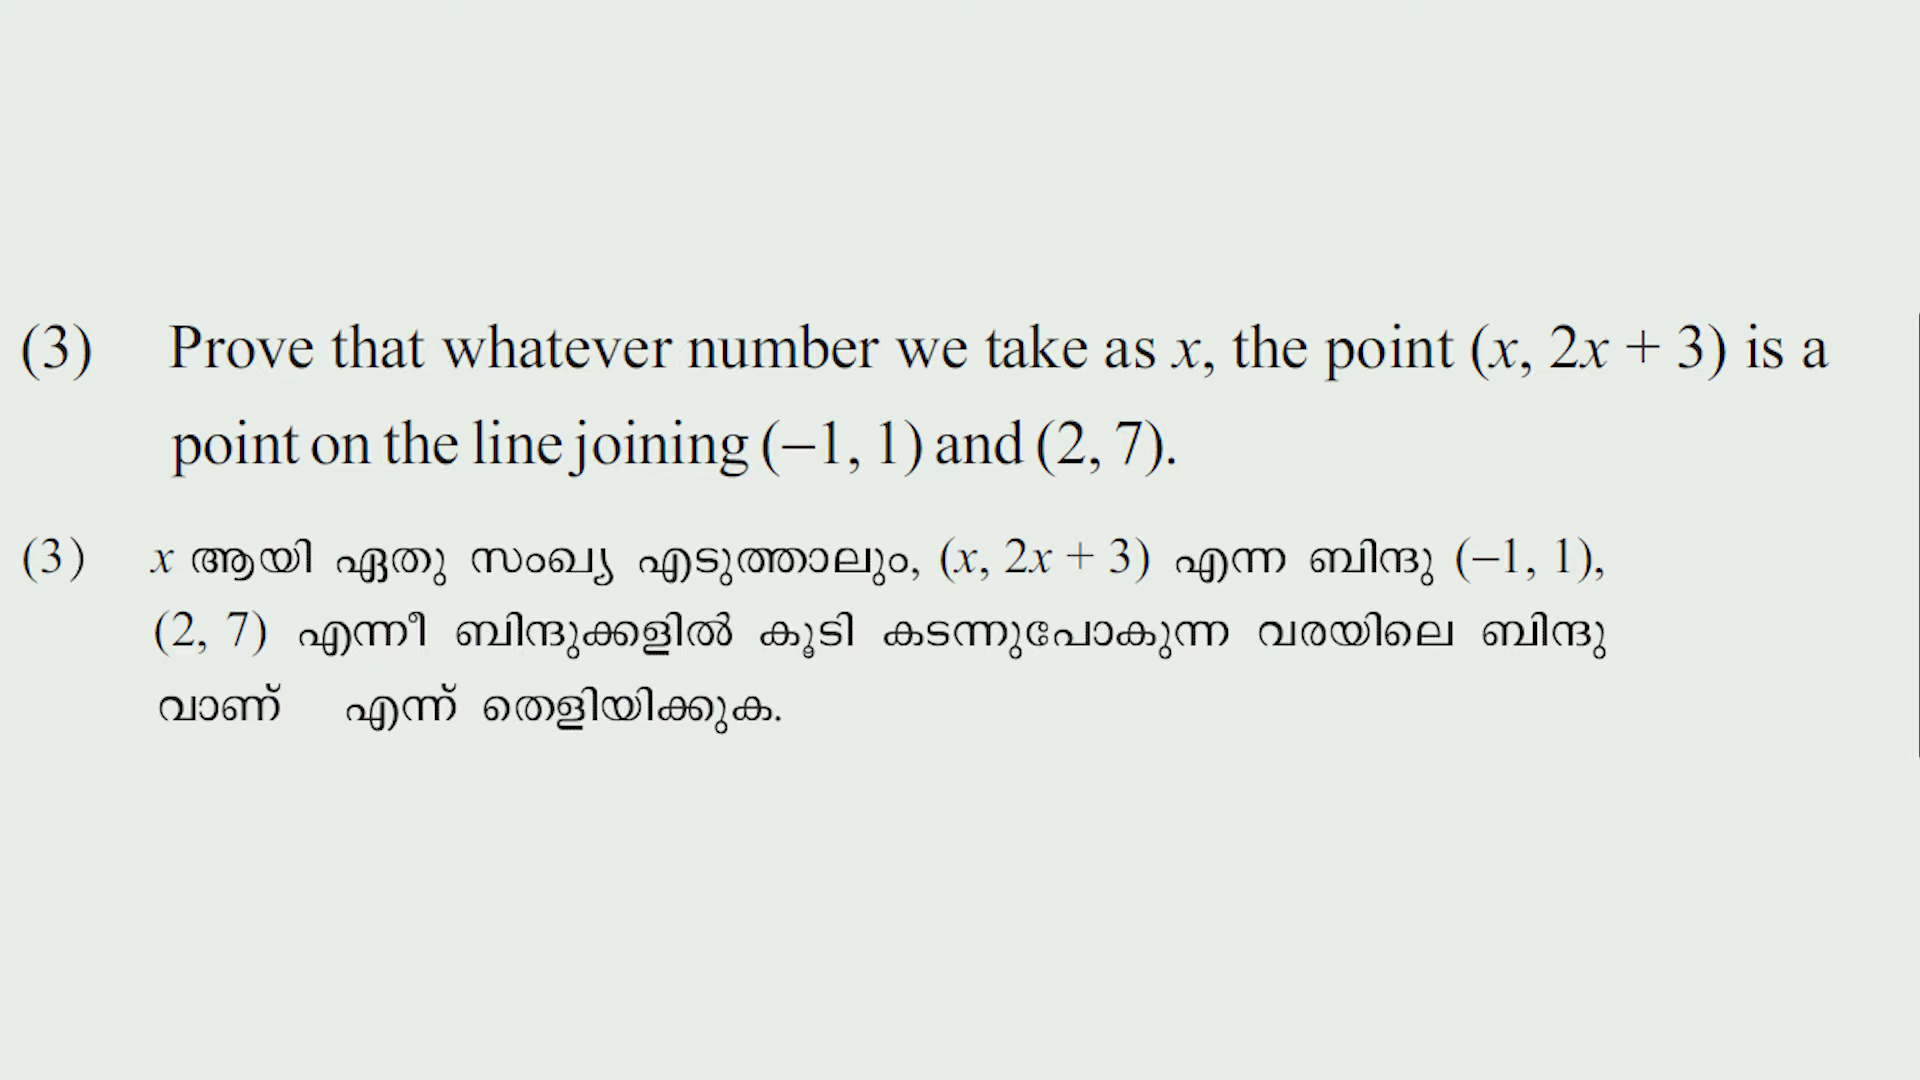 (3) Prove that whatever number we take as x, the point (x, 2x + 3) is a
point on the line joining (−1, 1) and (2, 7).
(3) x ആയി ഏതു സംഖ്യ എടുത്താലും, (x, 2x + 3) എന്ന ബിന്ദു (−1, 1),
(2, 7) എന്നീ ബിന്ദുക്കളിൽ കൂടി കടന്നുപോകുന്ന വരയിലെ ബിന്ദു
വാണ് എന്ന് തെളിയിക്കുക.